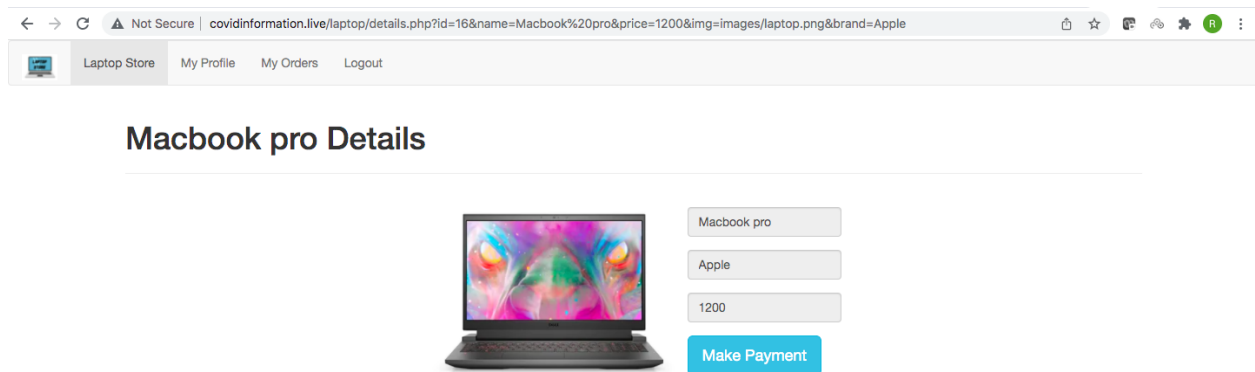 Not Secure | covidinformation.live/laptop/details.php?id=16&name=Macbook%20pro&price=1200&img=images/laptop.png&brand=Apple R
Laptop Store My Profile My Orders Logout
Macbook pro Details
Macbook pro
Apple
1200
Make Payment